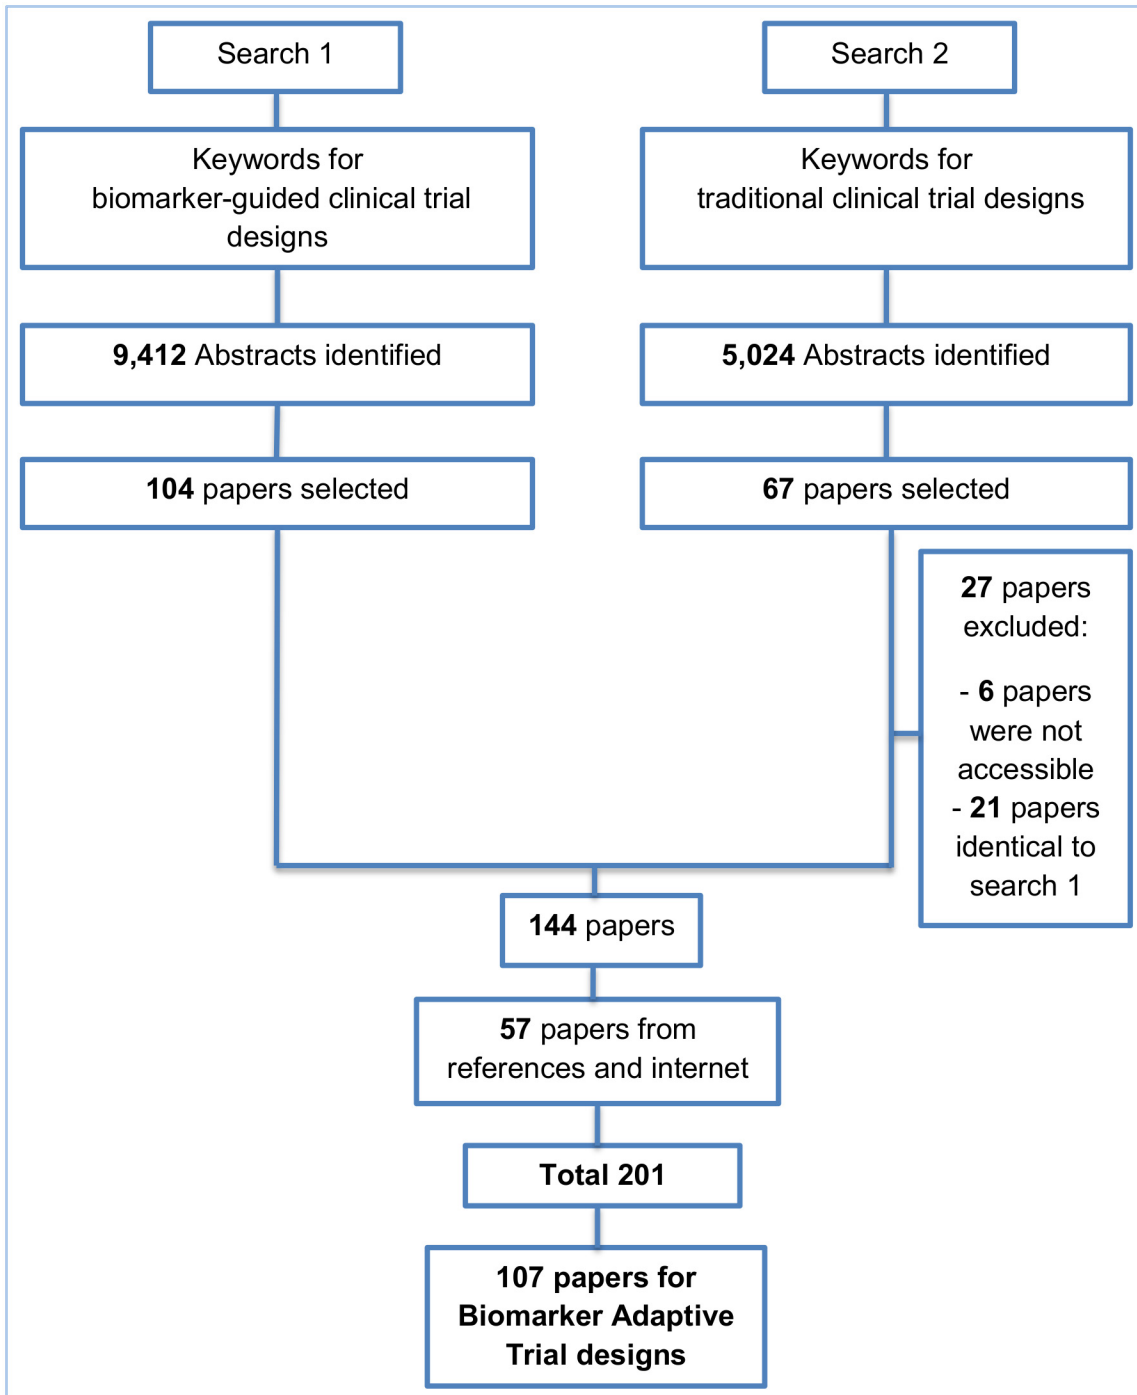 Search 1
Search 2
Keywords for
biomarker-guided clinical trial
designs
Keywords for
traditional clinical trial designs
9,412 Abstracts identified
5,024 Abstracts identified
104 papers selected
67 papers selected
27 papers
excluded:
- 6 papers
were not
accessible
- 21 papers
identical to
search 1
144 papers
57 papers from
references and internet
Total 201
107 papers for
Biomarker Adaptive
Trial designs